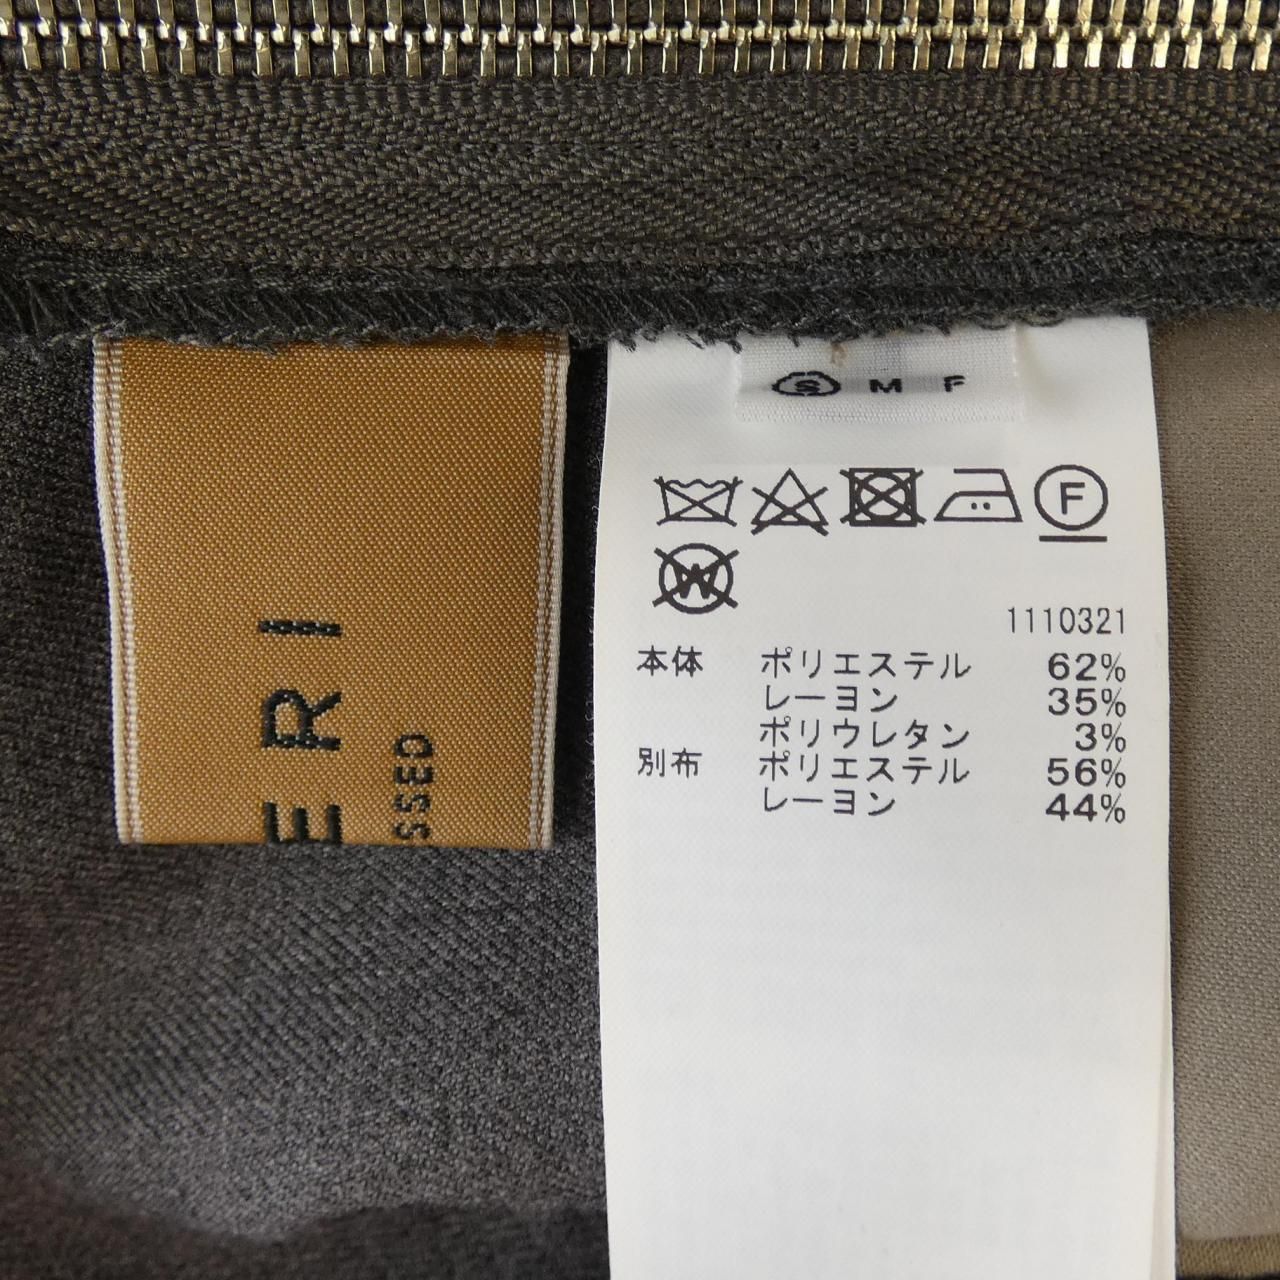 ERI
SSED
S M F
F
W
1110321
本体 ポリエステル 62%
レーヨン 35%
ポリウレタン 3%
別布 ポリエステル 56%
レーヨン 44%